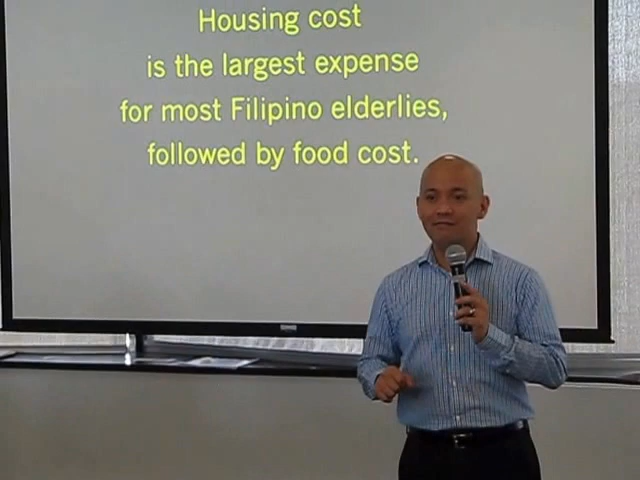 Housing cost
is the largest expense
for most Filipino elderlies,
followed by food cost.